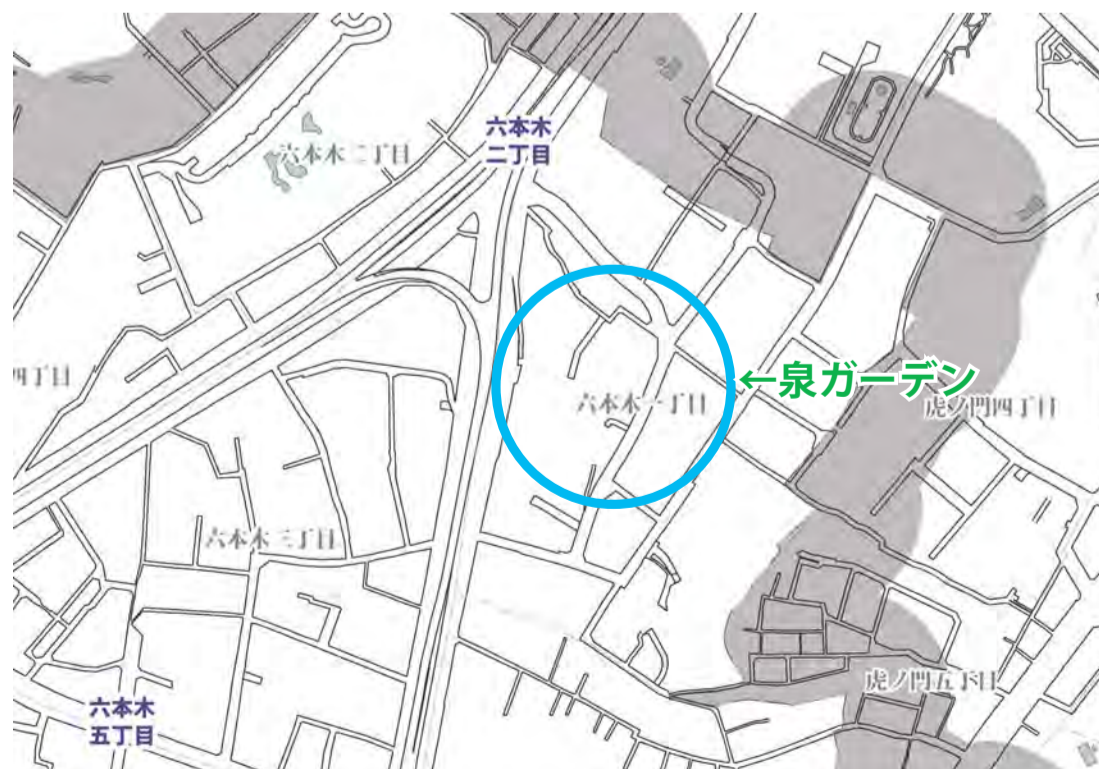 六本木
二丁目
六本木二丁目
四丁目
六本木一丁目
←泉ガーデン
虎ノ門四丁目
六本木三丁目
虎ノ門五丁目
六本木
五丁目